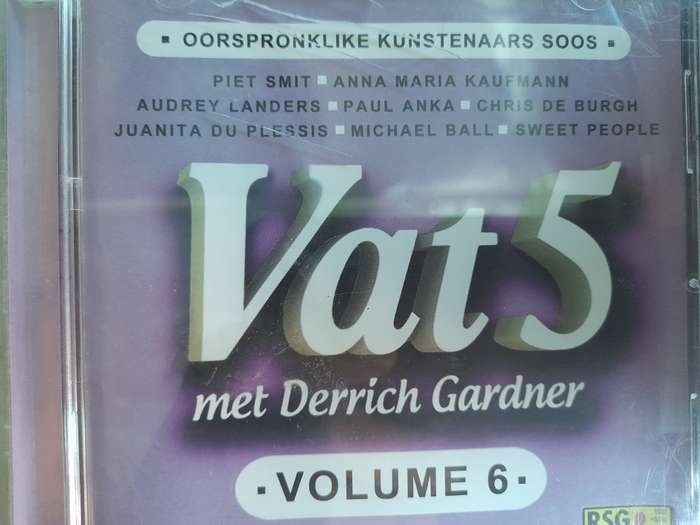 ▪ OORSPRONKLIKE KUNSTENAARS SOOS ▪
PIET SMIT ▪ ANNA MARIA KAUFMANN
AUDREY LANDERS ▪ PAUL ANKA ▪ CHRIS DE BURGH
JUANITA DU PLESSIS ▪ MICHAEL BALL ▪ SWEET PEOPLE
Vat 5
met Derrich Gardner
▪ VOLUME 6 ▪
RSG